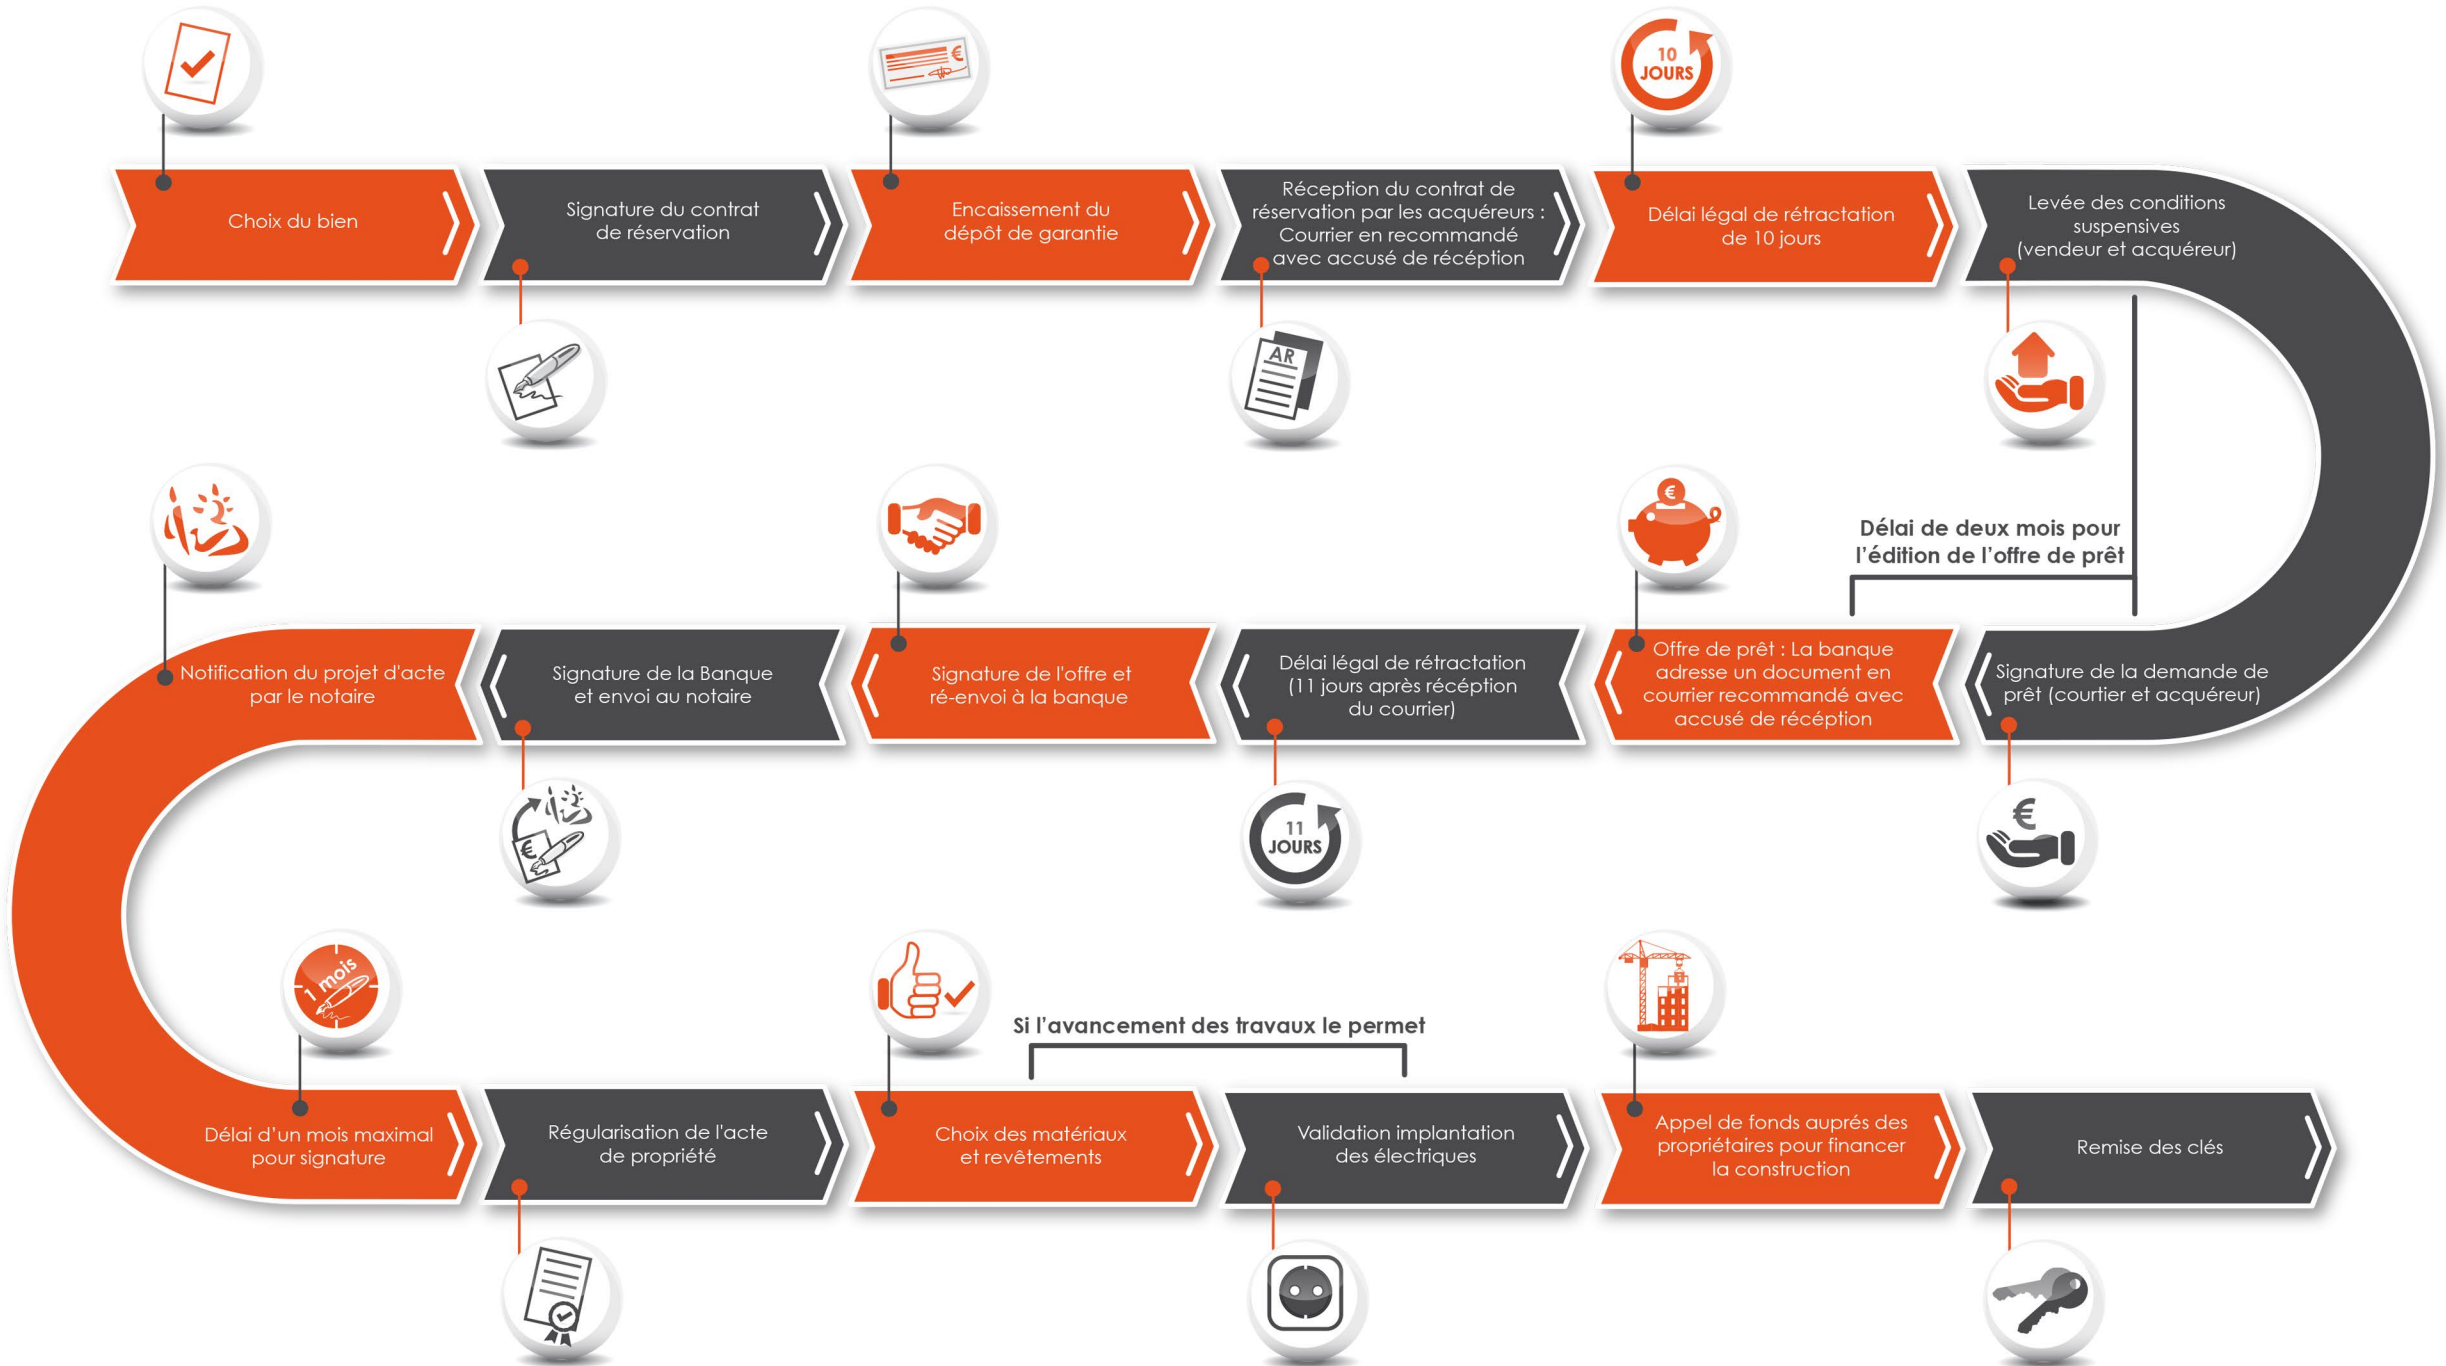 10
JOURS
Choix du bien
Signature du contrat
de réservation
Encaissement du
dépôt de garantie
Réception du contrat de
réservation par les acquéreurs :
Courrier en recommandé
avec accusé de récéption
Délai légal de rétractation
de 10 jours
Levée des conditions
suspensives
(vendeur et acquéreur)
€
AR
Délai de deux mois pour
l'édition de l'offre de prêt
€
Signature de la demande de
prêt (courtier et acquéreur)
Offre de prêt : La banque
adresse un document en
courrier recommandé avec
accusé de récéption
Délai légal de rétractation
(11 jours après récéption
du courrier)
Signature de l'offre et
ré-envoi à la banque
Signature de la Banque
et envoi au notaire
Notification du projet d'acte
par le notaire
€
11
JOURS
€
1 mois
Si l'avancement des travaux le permet
Délai d'un mois maximal
pour signature
Régularisation de l'acte
de propriété
Choix des matériaux
et revêtements
Validation implantation
des électriques
Appel de fonds auprés des
propriétaires pour financer
la construction
Remise des clés